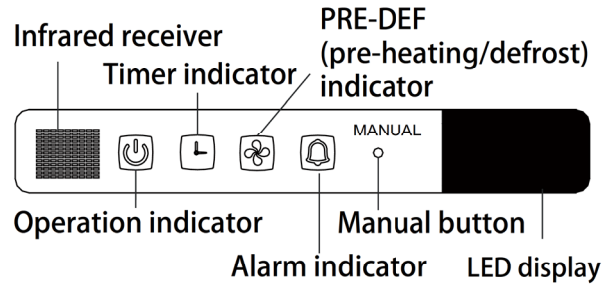 Infrared receiver
Timer indicator
PRE-DEF
(pre-heating/defrost)
indicator
MANUAL
Operation indicator
Manual button
Alarm indicator
LED display